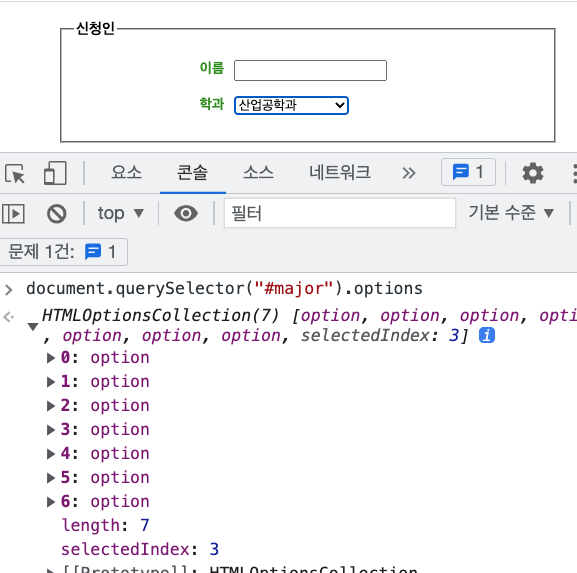 신청인
이름
학과 산업공학과
요소 콘솔 소스 네트워크 » 1
top ▼ 필터 기본 수준 ▼
문제 1건: 1
> document.querySelector("#major").options
HTMLOptionsCollection(7) [option, option, option, opti
, option, option, option, selectedIndex: 3] i
▶ 0: option
▶ 1: option
▶ 2: option
▶ 3: option
▶ 4: option
▶ 5: option
▶ 6: option
length: 7
selectedIndex: 3
▶ [[Prototype]]: HTMLOptionsCollection